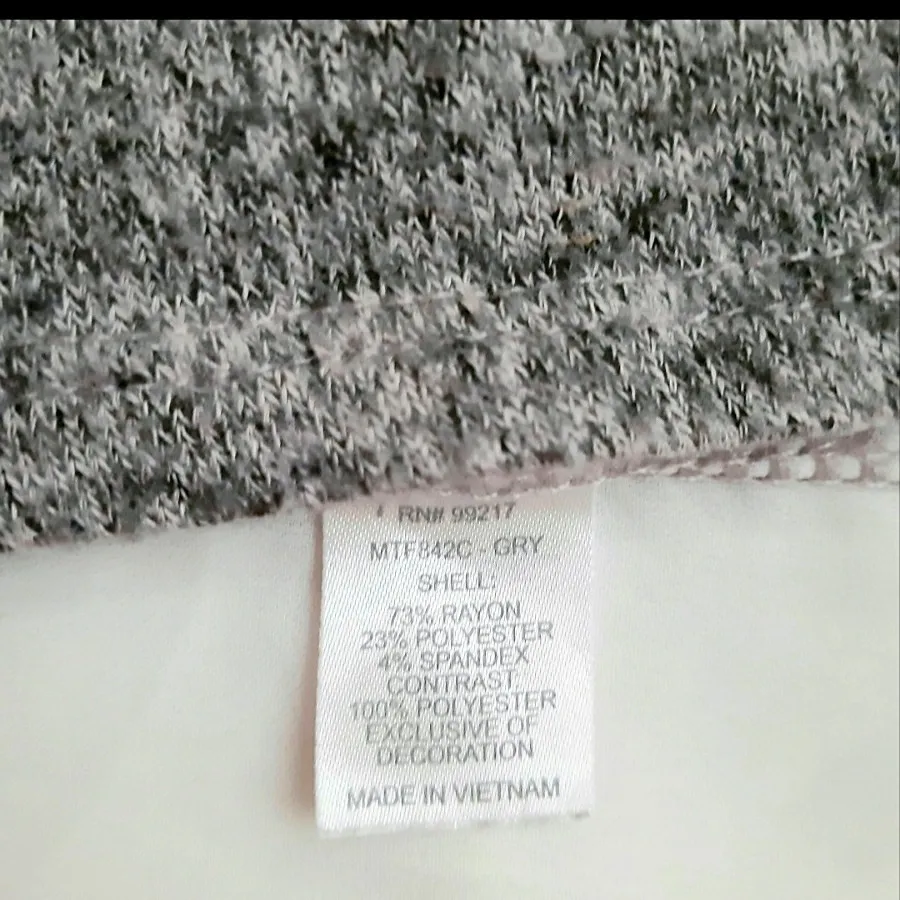 RN# 99217
MTF842C - GRY
SHELL:
73% RAYON
23% POLYESTER
4% SPANDEX
CONTRAST:
100% POLYESTER
EXCLUSIVE OF
DECORATION
MADE IN VIETNAM